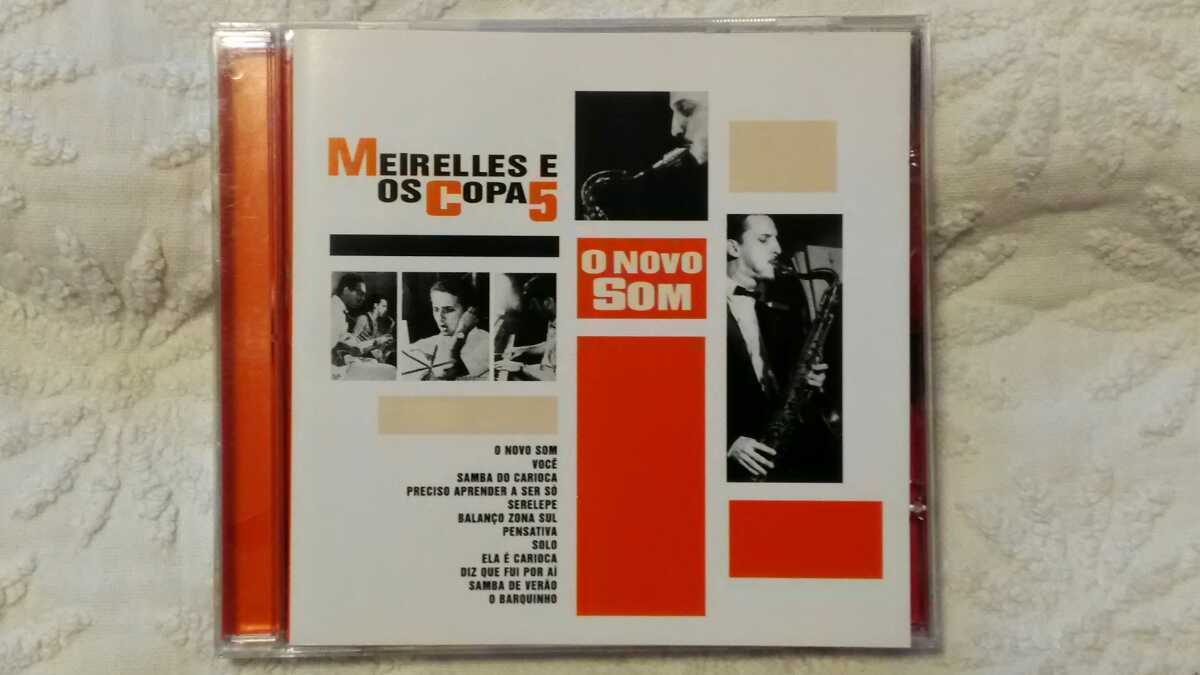 MEIRELLES E
OS COPA 5
O NOVO
SOM
O NOVO SOM
VOCÊ
SAMBA DO CARIOCA
PRECISO APRENDER A SER SÓ
SERELEPE
BALANÇO ZONA SUL
PENSATIVA
SOLO
ELA É CARIOCA
DIZ QUE FUI POR AÍ
SAMBA DE VERÃO
O BARQUINHO